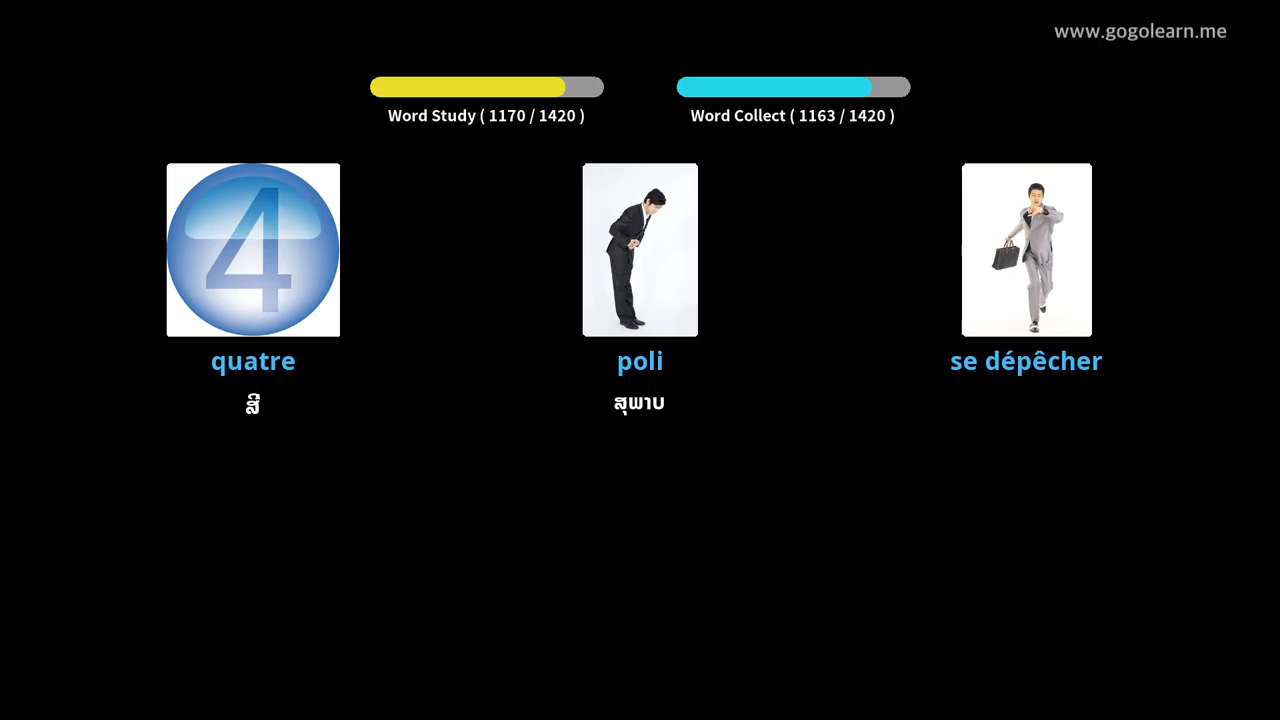 www.gogolearn.me
Word Study ( 1170 / 1420 )
Word Collect ( 1163 / 1420 )
4
quatre
poli
se dépêcher
ສີ່
ສຸພາບ